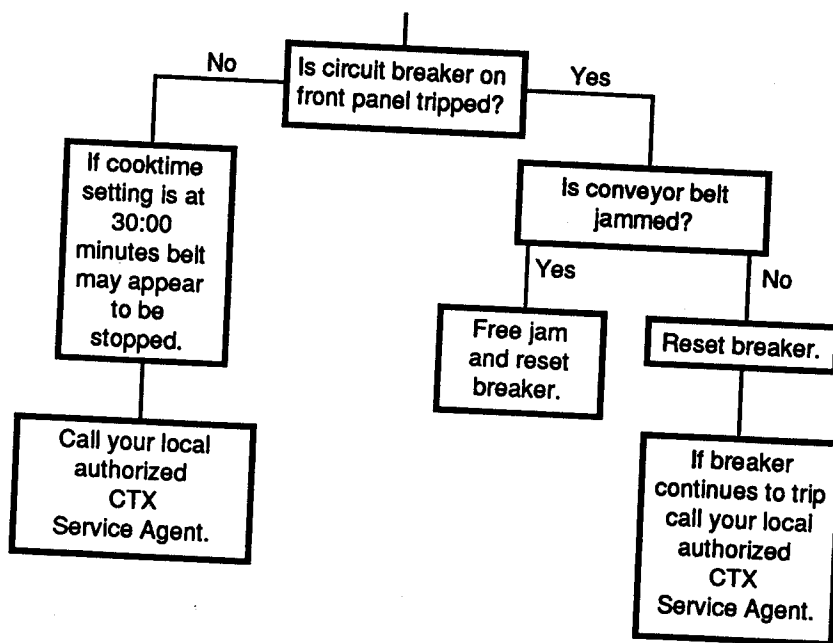 Is circuit breaker on
front panel tripped?
No
Yes
If cooktime
setting is at
30:00
minutes belt
may appear
to be
stopped.
Call your local
authorized
CTX
Service Agent.
Is conveyor belt
jammed?
Yes
No
Free jam
and reset
breaker.
Reset breaker.
If breaker
continues to trip
call your local
authorized
CTX
Service Agent.